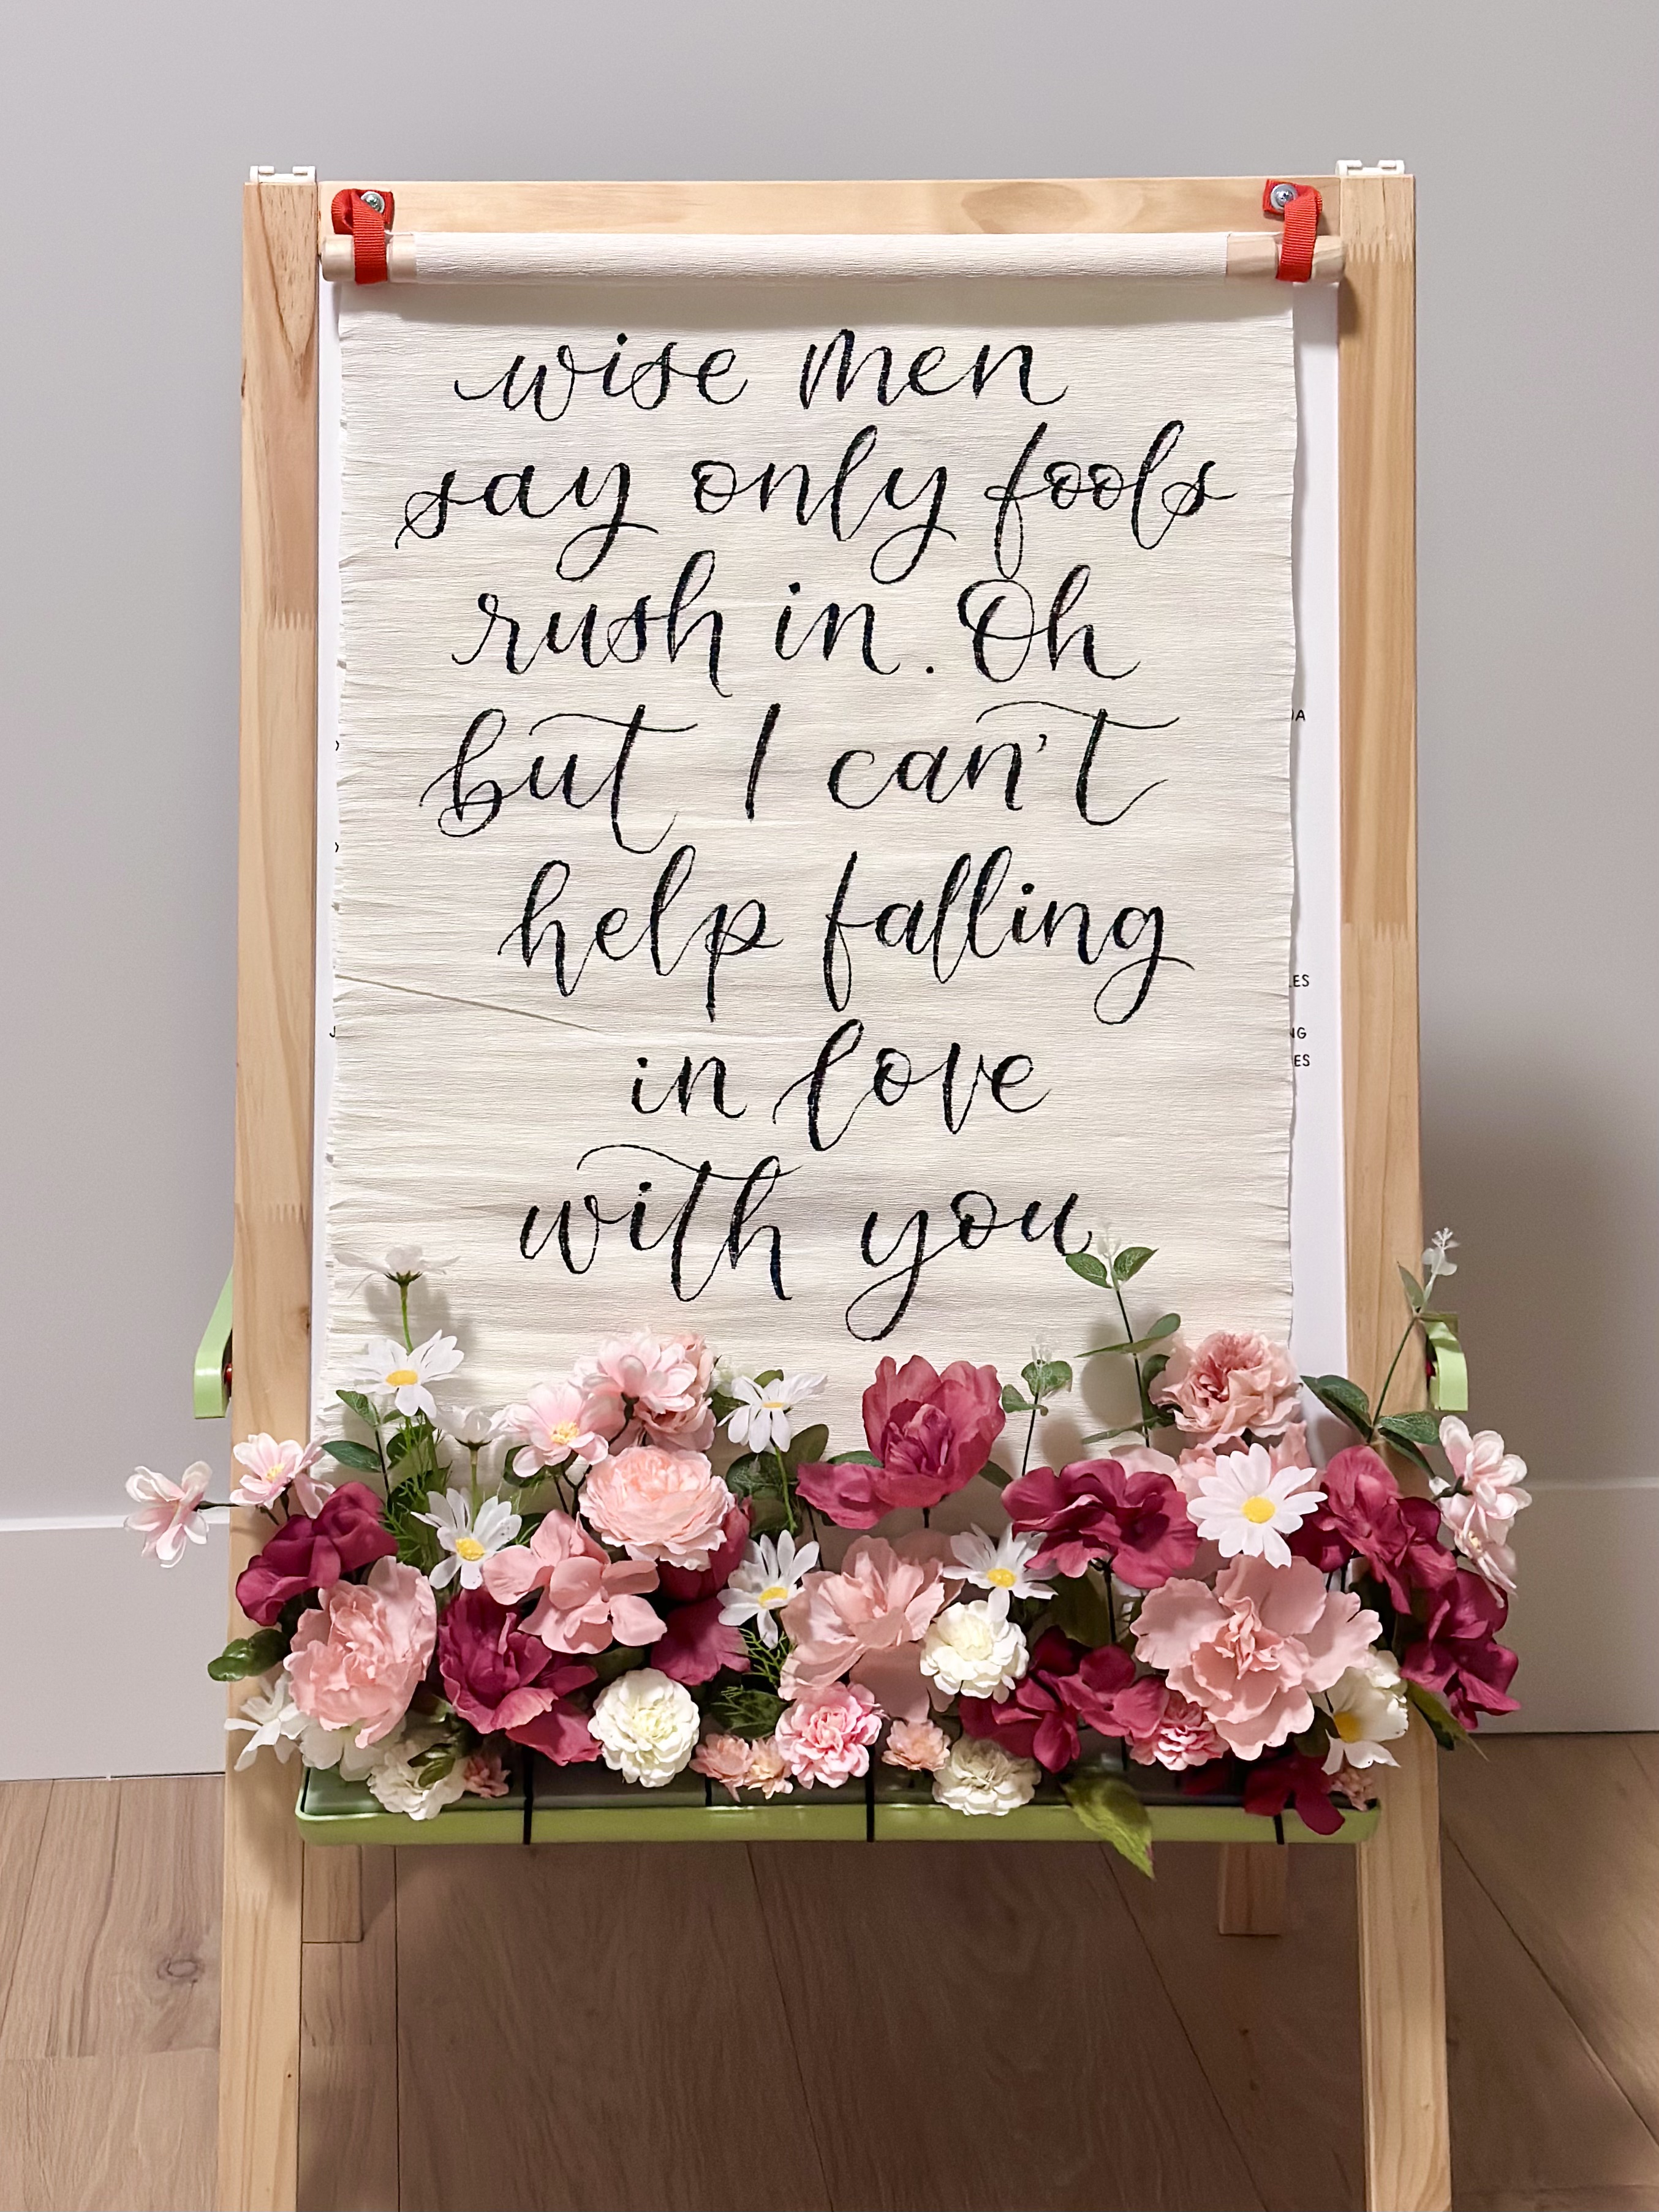 wise men
say only fools
rush in. Oh
but I can't
help falling
in love
with you